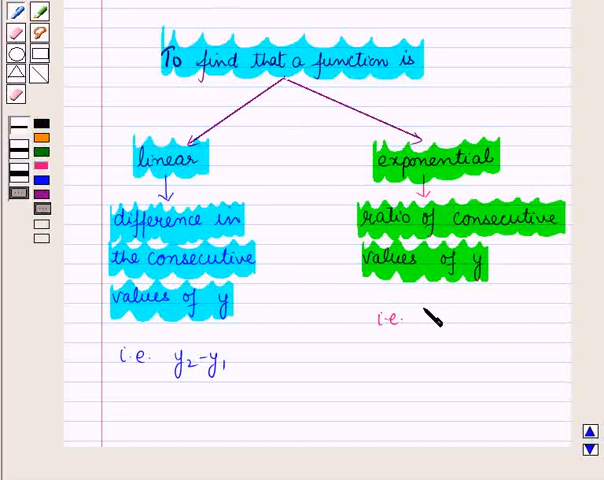 To find that a function is
linear
exponential
difference in
the consecutive
values of y
i.e. y₂-y₁
ratio of consecutive
values of y
i.e.